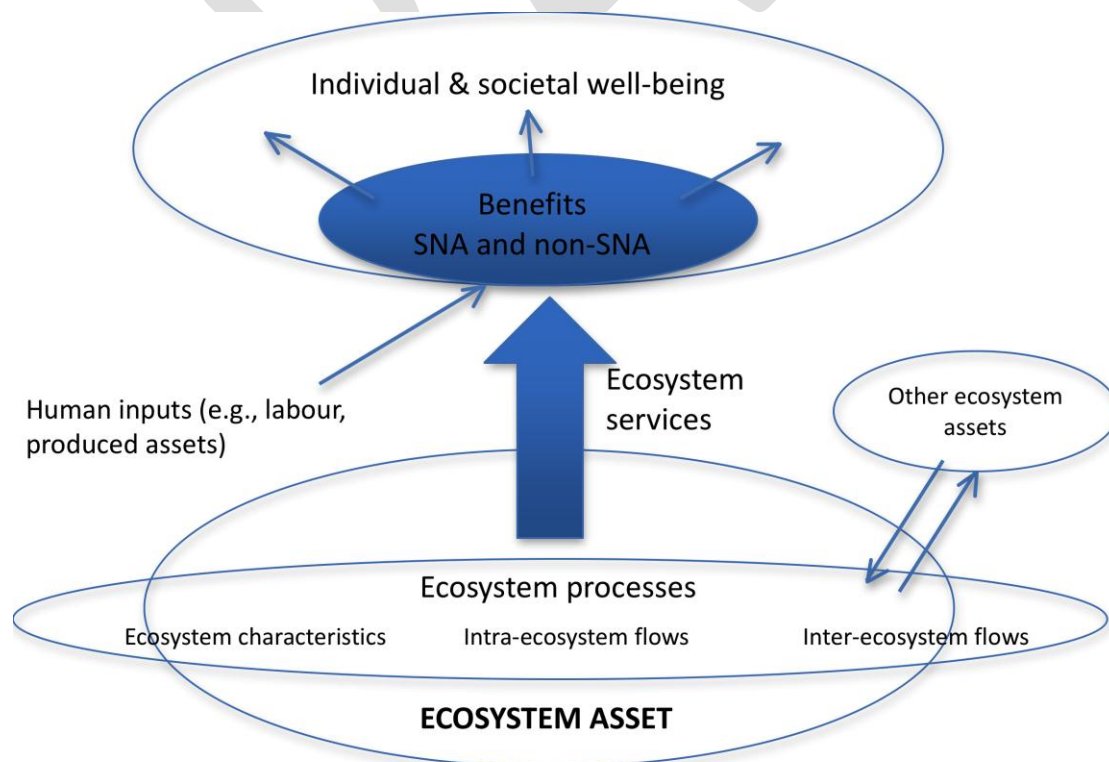 Individual & societal well-being
Benefits
SNA and non-SNA
Ecosystem
services
Human inputs (e.g., labour,
produced assets)
Other ecosystem
assets
Ecosystem processes
Ecosystem characteristics
Intra-ecosystem flows
Inter-ecosystem flows
ECOSYSTEM ASSET